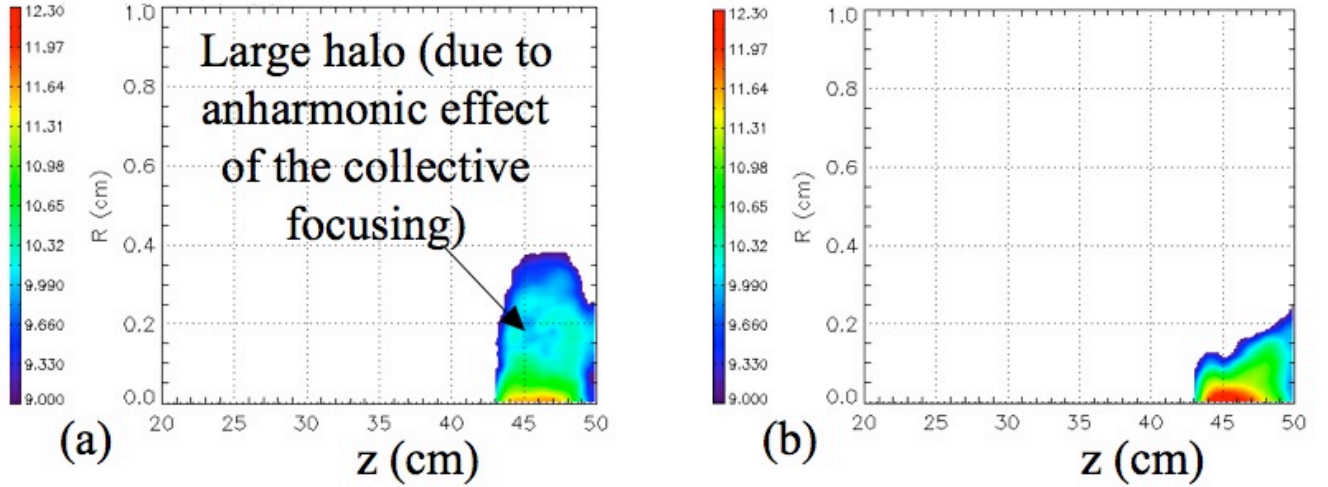 12.30
11.97
11.64
11.31
10.98
10.65
10.32
9.990
9.660
9.330
9.000
1.0
0.8
0.6
0.4
0.2
0.0
R (cm)
Large halo (due to
anharmonic effect
of the collective
focusing)
20 25 30 35 40 45 50
(a)
z (cm)
12.30
11.97
11.64
11.31
10.98
10.65
10.32
9.990
9.660
9.330
9.000
1.0
0.8
0.6
0.4
0.2
0.0
R (cm)
20 25 30 35 40 45 50
(b)
z (cm)